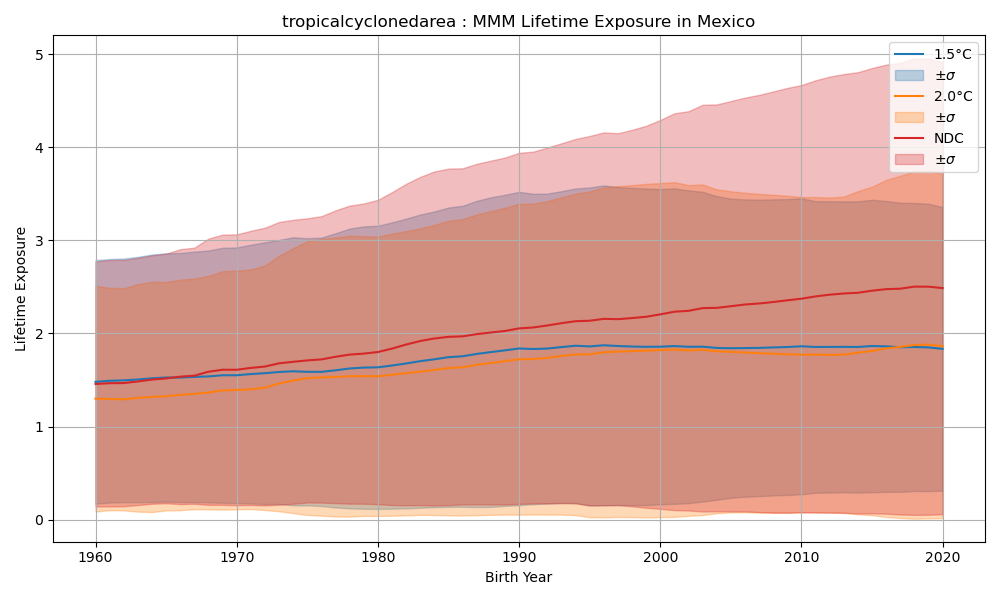 tropicalcyclonedarea : MMM Lifetime Exposure in Mexico
5
4
3
2
1
0
Lifetime Exposure
1.5°C
±σ
2.0°C
±σ
NDC
±σ
1960
1970
1980
1990
2000
2010
2020
Birth Year